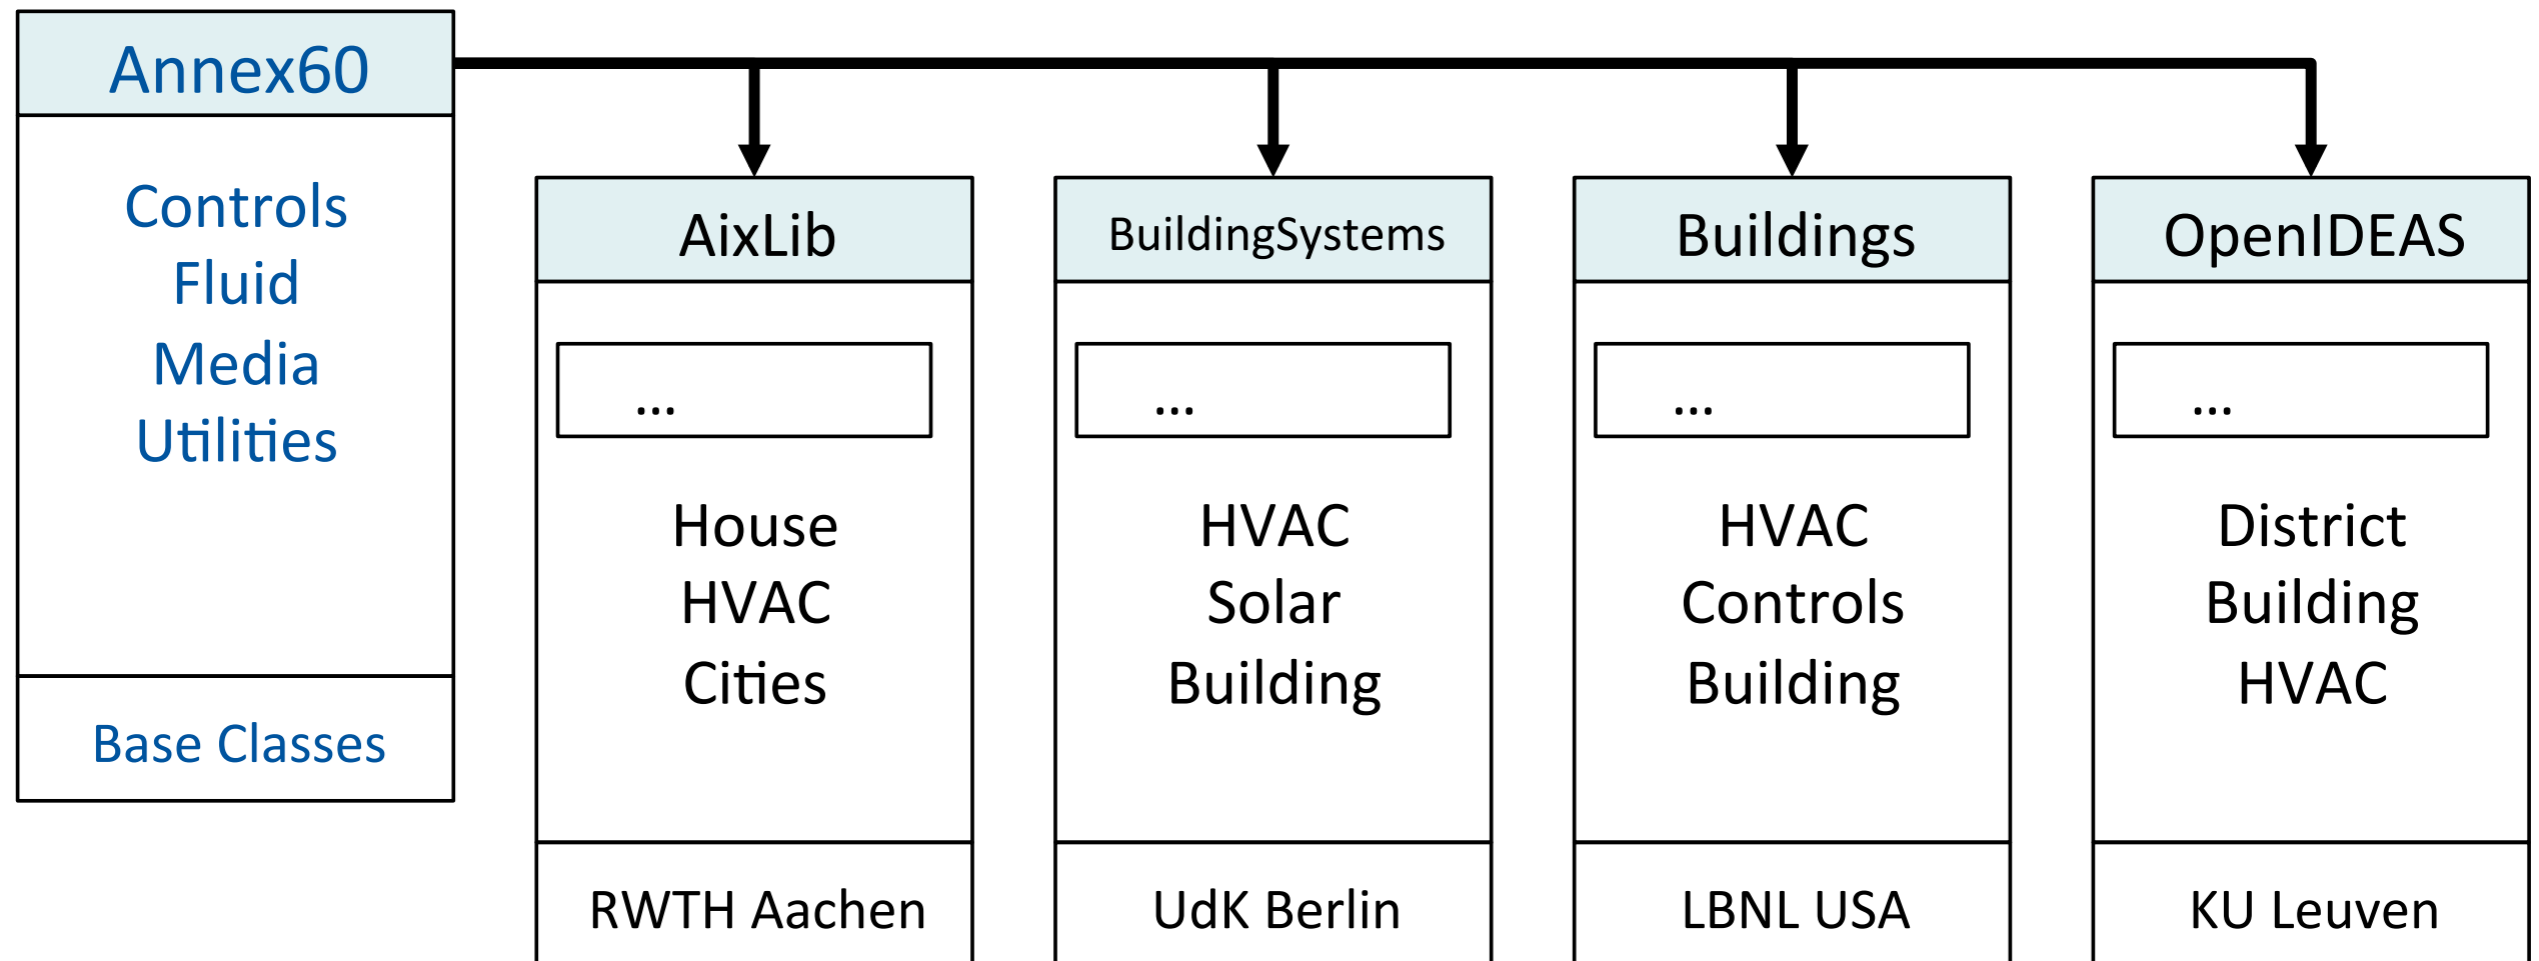 Annex60
Controls
Fluid
Media
Utilities
Base Classes
AixLib
...
House
HVAC
Cities
RWTH Aachen
BuildingSystems
...
HVAC
Solar
Building
UdK Berlin
Buildings
...
HVAC
Controls
Building
LBNL USA
OpenIDEAS
...
District
Building
HVAC
KU Leuven